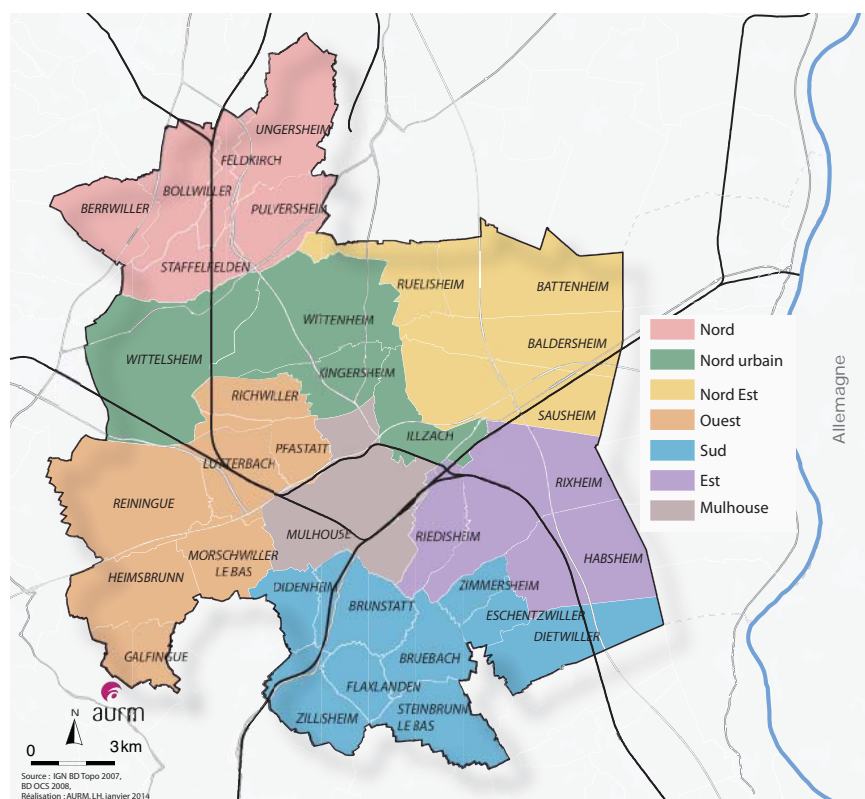 UNGERSHEIM
FELDKIRCH
BOLLWILLER
BERRWILLER
PULVERSHEIM
STAFFELFELDEN
RUELISHEIM
BATTENHEIM
WITTENHEIM
WITTELSHEIM
BALDERSHEIM
KINGERSHEIM
RICHWILLER
SAUSHEIM
ILLZACH
PFASTATT
LUTTERBACH
REININGUE
RIXHEIM
MULHOUSE
RIEDISHEIM
MORSCHWILLER
LE BAS
HABSHEIM
HEIMSBRUNN
DIDENHEIM
ZIMMERSHEIM
BRUNSTATT
ESCHENTZWILLER
DIETWILLER
GALFINGUE
BRUEBACH
FLAXLANDEN
STEINBRUNN
LE BAS
ZILLISHEIM
Nord
Nord urbain
Nord Est
Ouest
Sud
Est
Mulhouse
Allemagne
aurm
N
0 3 km
Source : IGN BD Topo 2007,
BD OCS 2008,
Réalisation : AURM, LH, janvier 2014